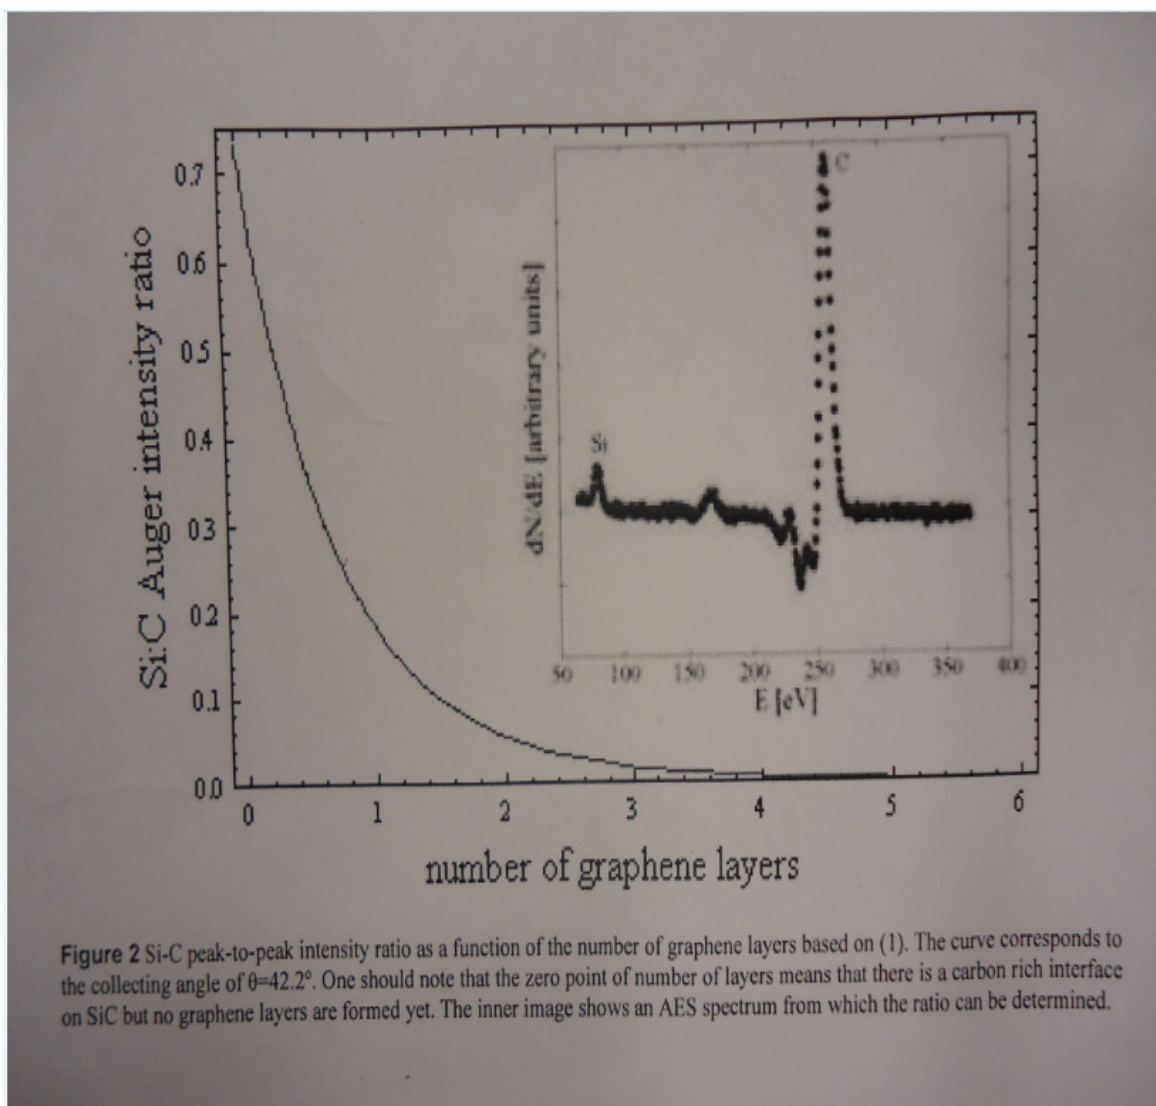 0.7
0.6
0.5
0.4
0.3
0.2
0.1
0.0
Si:C Auger intensity ratio
0 1 2 3 4 5 6
number of graphene layers
C
Si
dN/dE [arbitrary units]
50 100 150 200 250 300 350 400
E [eV]
Figure 2 Si-C peak-to-peak intensity ratio as a function of the number of graphene layers based on (1). The curve corresponds to
the collecting angle of θ=42.2°. One should note that the zero point of number of layers means that there is a carbon rich interface
on SiC but no graphene layers are formed yet. The inner image shows an AES spectrum from which the ratio can be determined.